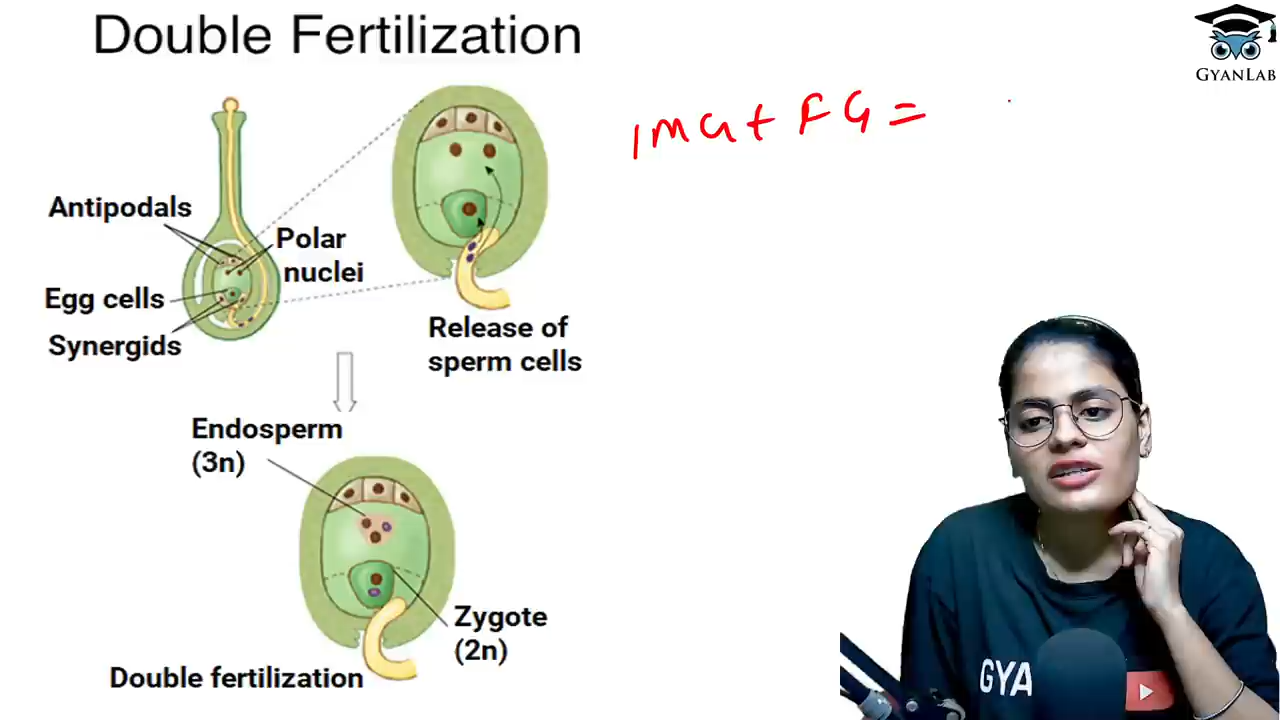 Double Fertilization
GYANLAB
1MG+ FG =
Antipodals
Polar
nuclei
Egg cells
Synergids
Release of
sperm cells
Endosperm
(3n)
Zygote
(2n)
Double fertilization
GYA